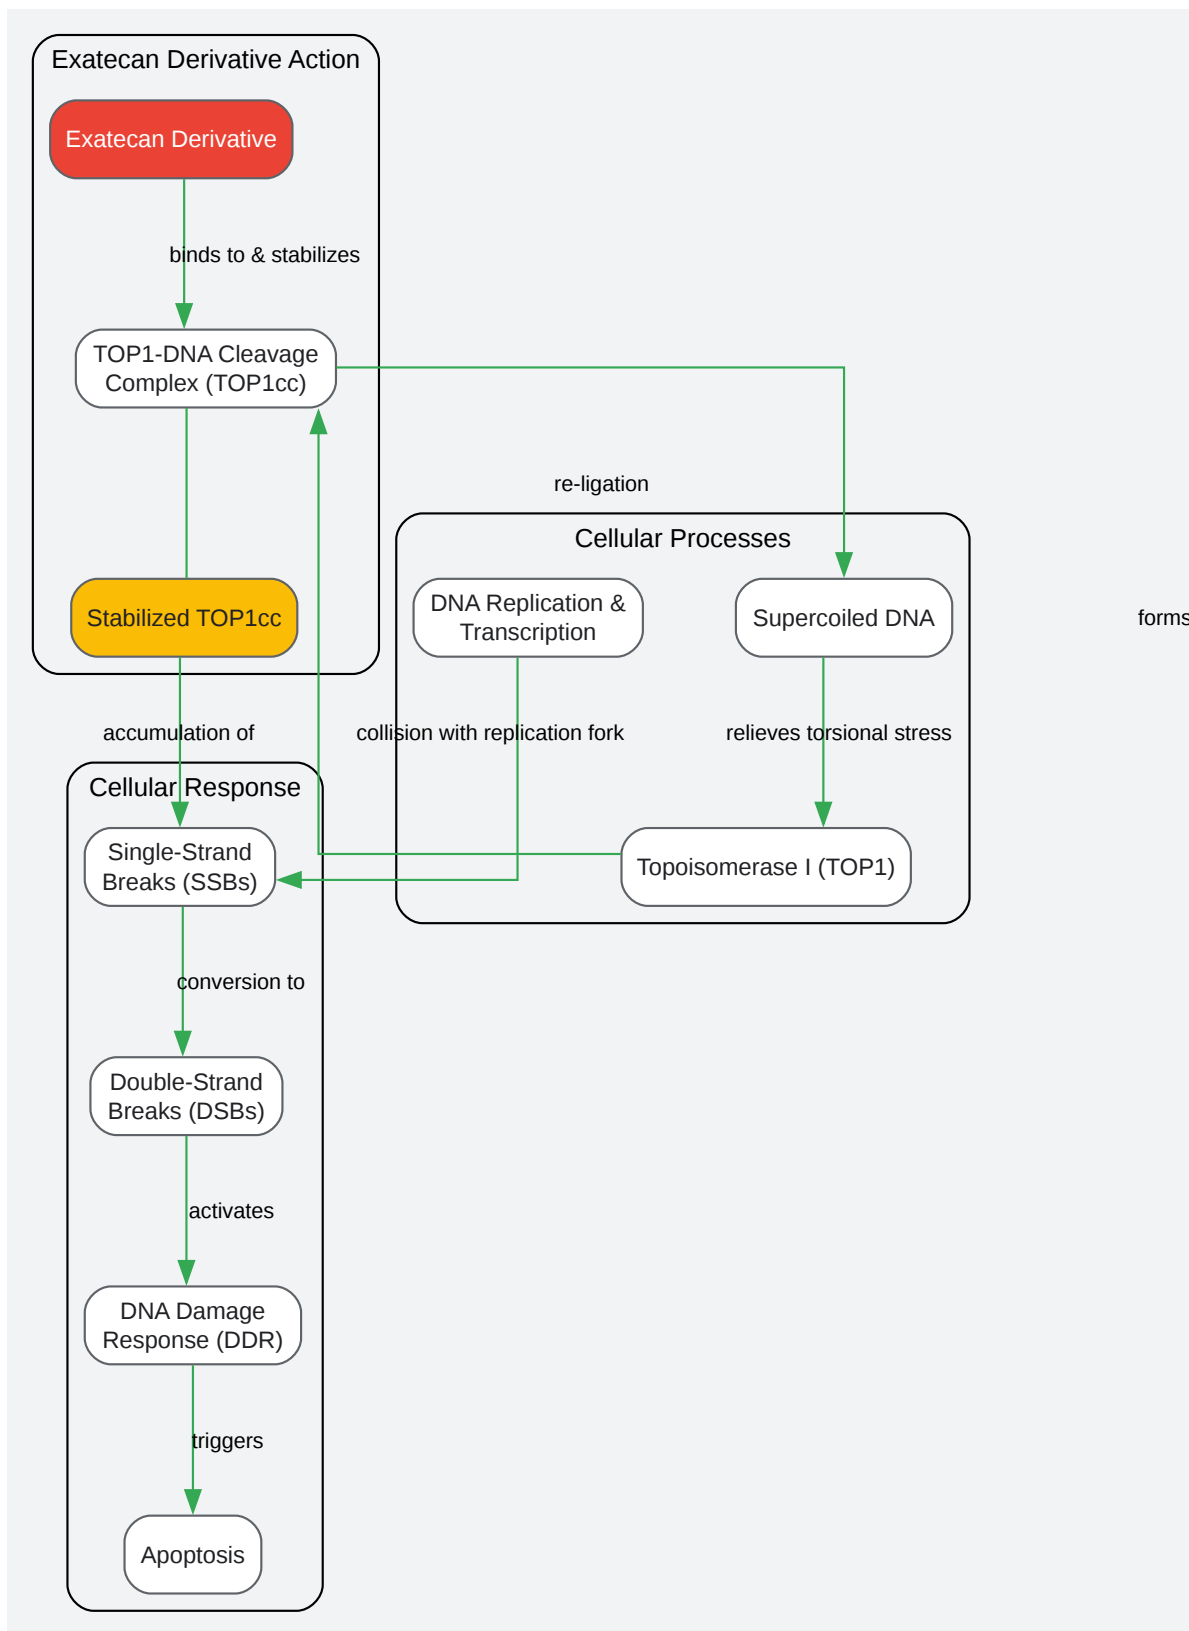 Exatecan Derivative Action
Exatecan Derivative
binds to & stabilizes
TOP1-DNA Cleavage
Complex (TOP1cc)
re-ligation
Cellular Processes
DNA Replication &
Transcription
Supercoiled DNA
Stabilized TOP1cc
forms
accumulation of
collision with replication fork
relieves torsional stress
Cellular Response
Single-Strand
Breaks (SSBs)
Topoisomerase I (TOP1)
conversion to
Double-Strand
Breaks (DSBs)
activates
DNA Damage
Response (DDR)
triggers
Apoptosis